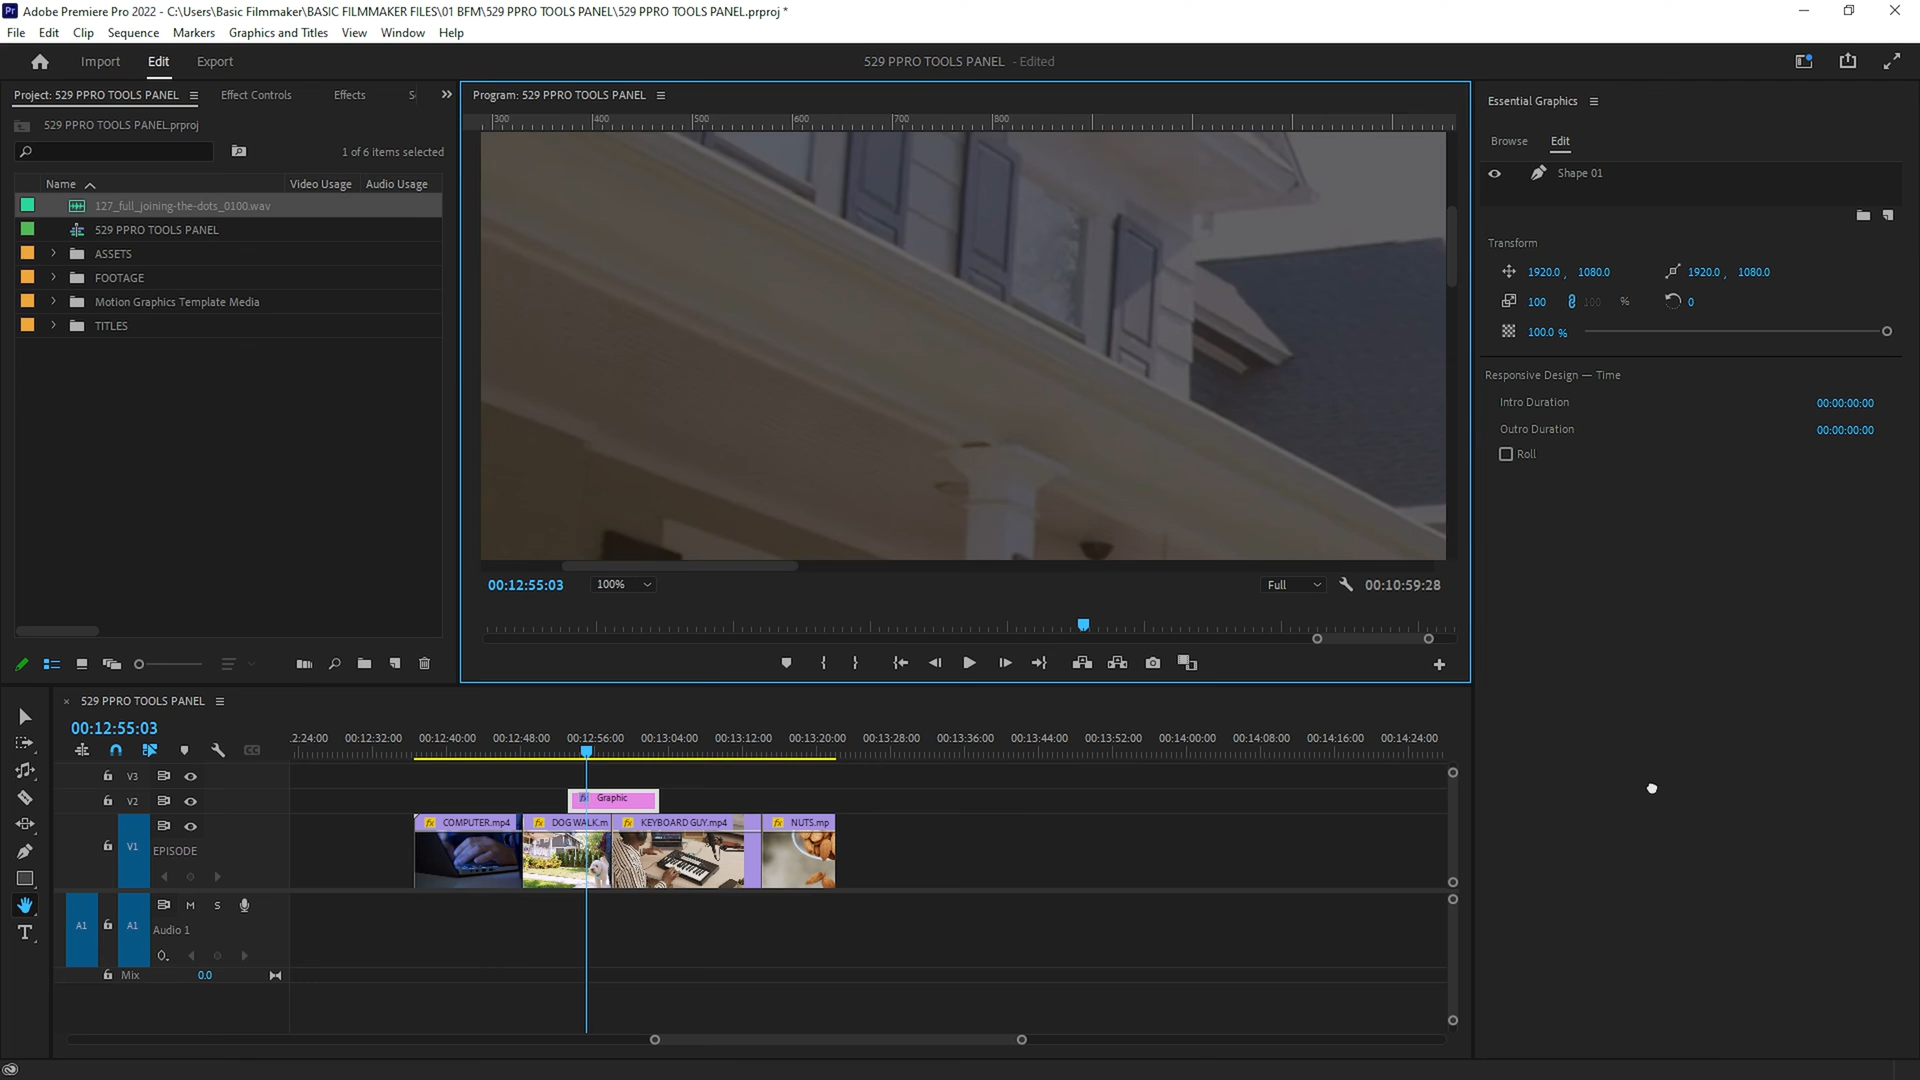 Pr Adobe Premiere Pro 2022 - C:\Users\Basic Filmmaker\BASIC FILMMAKER FILES\01 BFM\529 PPRO TOOLS PANEL\529 PPRO TOOLS PANEL.prproj *
File Edit Clip Sequence Markers Graphics and Titles View Window Help
Import Edit Export
529 PPRO TOOLS PANEL - Edited
Project: 529 PPRO TOOLS PANEL Effect Controls Effects
529 PPRO TOOLS PANEL.prproj
1 of 6 items selected
Name Video Usage Audio Usage
127_full_joining-the-dots_0100.wav
529 PPRO TOOLS PANEL
ASSETS
FOOTAGE
Motion Graphics Template Media
TITLES
Program: 529 PPRO TOOLS PANEL
300 400 500 600 700 800
00:12:55:03 100% Full 00:10:59:28
Essential Graphics
Browse Edit
Shape 01
Transform
1920.0 , 1080.0 1920.0 , 1080.0
100 100 % 0
100.0 %
Responsive Design — Time
Intro Duration 00:00:00:00
Outro Duration 00:00:00:00
Roll
× 529 PPRO TOOLS PANEL
00:12:55:03
CC
:2:24:00 00:12:32:00 00:12:40:00 00:12:48:00 00:12:56:00 00:13:04:00 00:13:12:00 00:13:20:00 00:13:28:00 00:13:36:00 00:13:44:00 00:13:52:00 00:14:00:00 00:14:08:00 00:14:16:00 00:14:24:00
V3
V2
fx Graphic
fx COMPUTER.mp4 fx DOG WALK.m fx KEYBOARD GUY.mp4 fx NUTS.mp
V1
EPISODE
A1 A1 M S
Audio 1
Mix 0.0